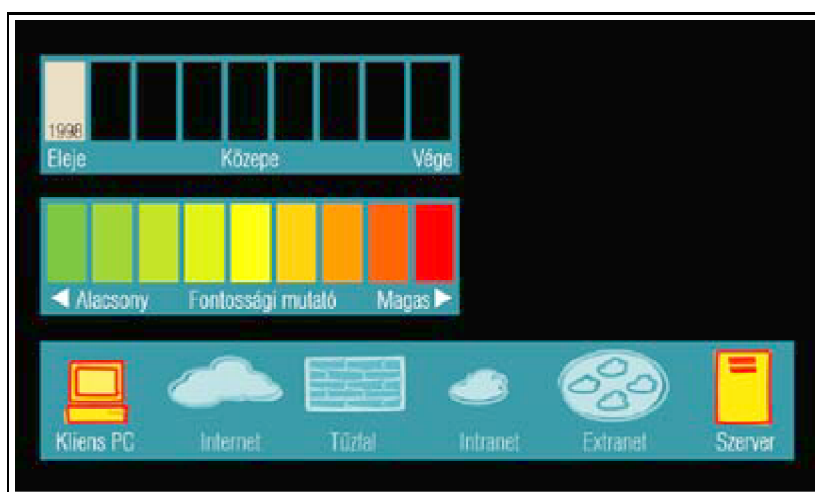 1998
Eleje Közepe Vége
Alacsony Fontossági mutató Magas
Kliens PC Internet Tűzfal Intranet Extranet Szerver